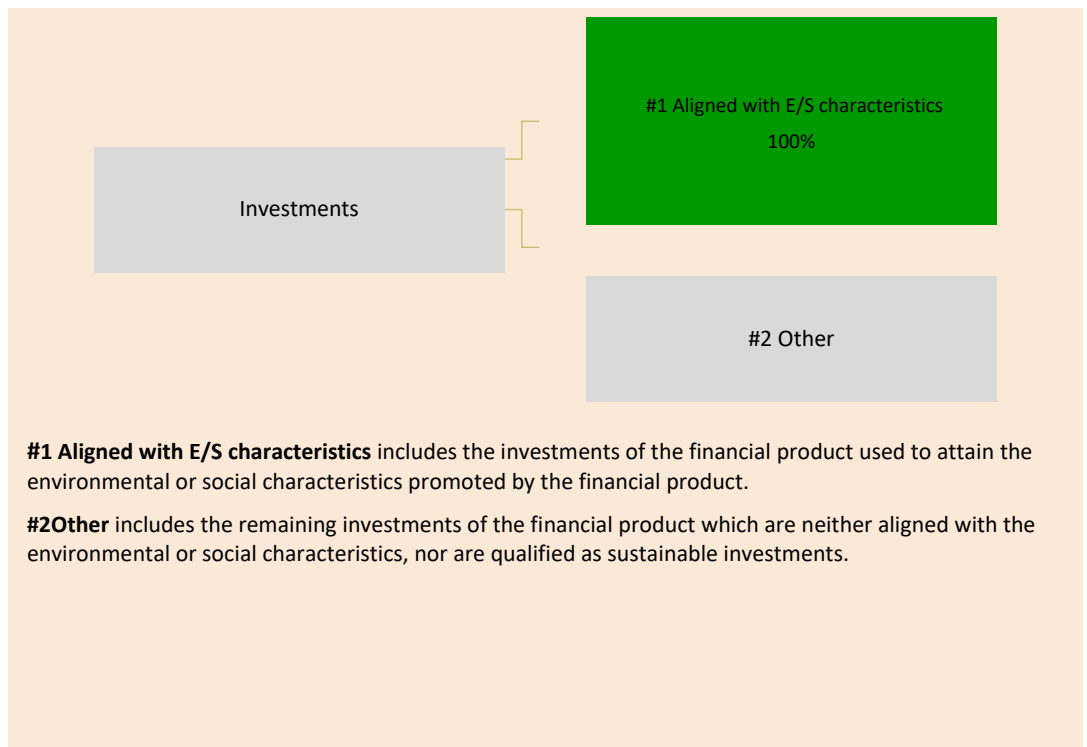 #1 Aligned with E/S characteristics
100%
Investments
#2 Other
#1 Aligned with E/S characteristics includes the investments of the financial product used to attain the
environmental or social characteristics promoted by the financial product.
#2Other includes the remaining investments of the financial product which are neither aligned with the
environmental or social characteristics, nor are qualified as sustainable investments.